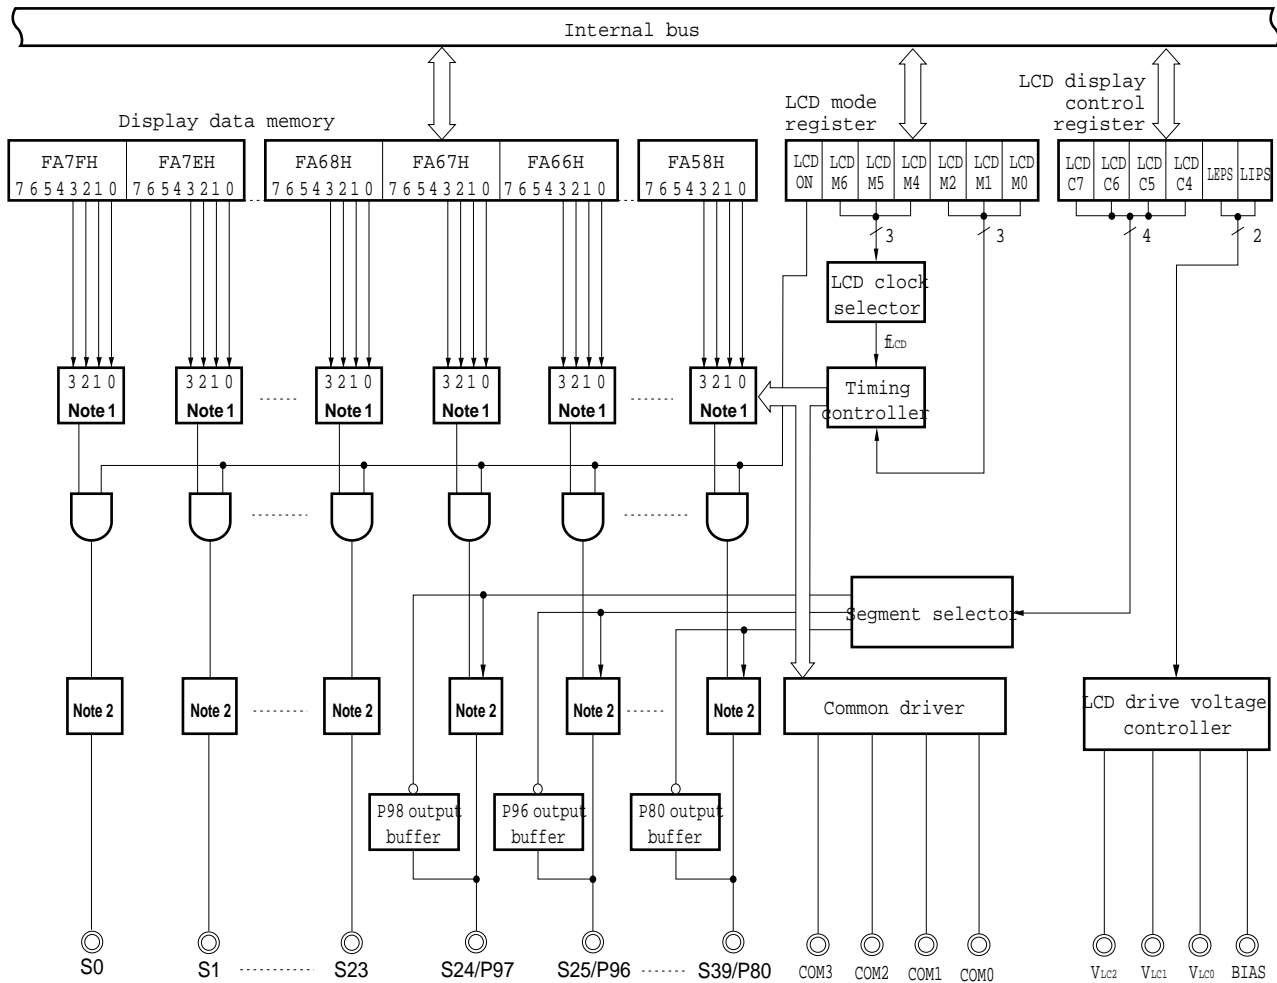 Internal bus
Display data memory
LCD mode
register
LCD display
control
register
FA7FH
FA7EH
FA68H
FA67H
FA66H
FA58H
7 6 5 4 3 2 1 0
7 6 5 4 3 2 1 0
7 6 5 4 3 2 1 0
7 6 5 4 3 2 1 0
7 6 5 4 3 2 1 0
7 6 5 4 3 2 1 0
LCD
ON
LCD
M6
LCD
M5
LCD
M4
LCD
M2
LCD
M1
LCD
M0
LCD
C7
LCD
C6
LCD
C5
LCD
C4
LEPS
LIPS
3
3
4
2
LCD clock
selector
fLCD
3 2 1 0
Note 1
3 2 1 0
Note 1
3 2 1 0
Note 1
3 2 1 0
Note 1
3 2 1 0
Note 1
3 2 1 0
Note 1
Timing
controller
Segment selector
Note 2
Note 2
Note 2
Note 2
Note 2
Note 2
Common driver
LCD drive voltage
controller
P98 output
buffer
P96 output
buffer
P80 output
buffer
S0
S1
S23
S24/P97
S25/P96
S39/P80
COM3
COM2
COM1
COM0
VLC2
VLC1
VLC0
BIAS